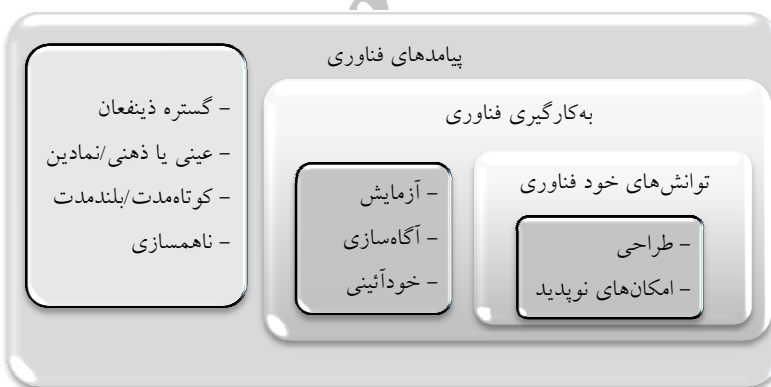 پیامدهای فناوری
- گستره ذینفعان
- عینی یا ذهنی/نمادین
- کوتاه‌مدت/بلندمدت
- ناهمسازی
به‌کارگیری فناوری
- آزمایش
- آگاه‌سازی
- خودآئینی
توانش‌های خود فناوری
- طراحی
- امکان‌های نوپدید